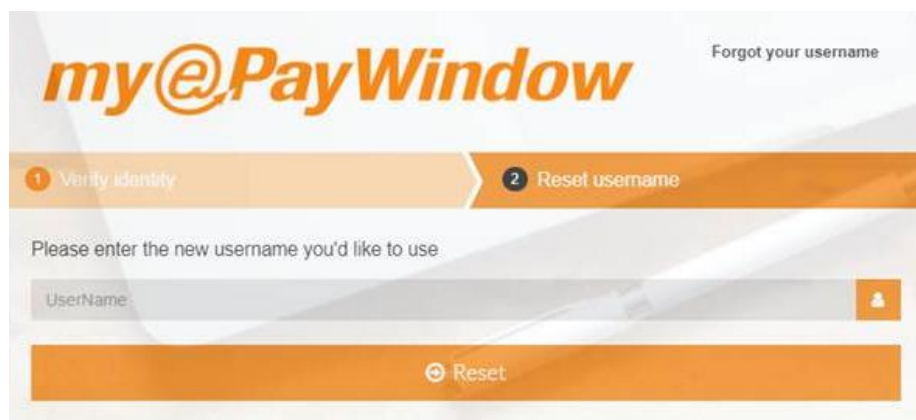 my@PayWindow
Forgot your username
1 Verify identity
2 Reset username
Please enter the new username you'd like to use
UserName
Reset